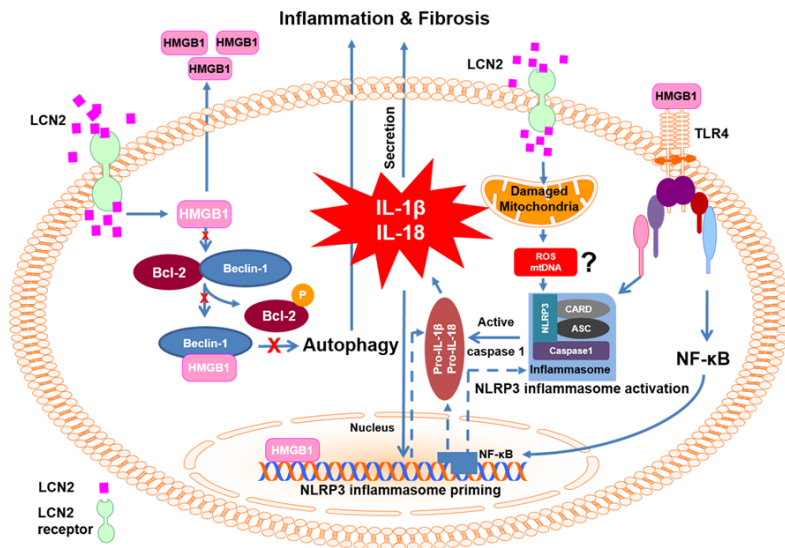 Inflammation & Fibrosis
HMGB1
HMGB1
HMGB1
LCN2
LCN2
HMGB1
TLR4
Secretion
Damaged
Mitochondria
IL-1β
IL-18
HMGB1
x
ROS
mtDNA
?
Bcl-2
Beclin-1
x
P
Bcl-2
NLRP3
CARD
ASC
Caspase1
Inflammasome
Pro-IL-1β
Pro-IL-18
Active
caspase 1
Beclin-1
HMGB1
X
Autophagy
NF-κB
NLRP3 inflammasome activation
Nucleus
HMGB1
NF-κB
NLRP3 inflammasome priming
LCN2
LCN2
receptor